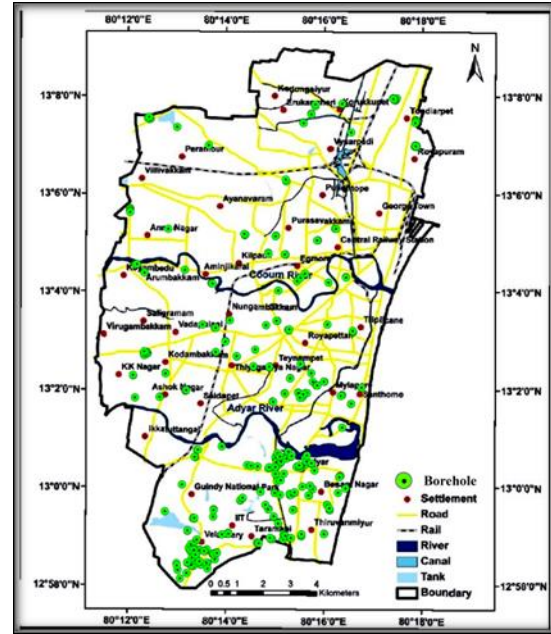 80°12'0"E 80°14'0"E 80°16'0"E 80°18'0"E
N
13°8'0"N 13°8'0"N
Kodungaiyur
Tondiarpet
Royapuram
Vyasarpadi
Perambur
Villivakkam
13°6'0"N 13°6'0"N
Ayanavaram
George Town
Purasavakkam
Anna Nagar
Central Railway Station
Kilpauk
Egmore
Aminjikarai
Arumbakkam
Cooum River
13°4'0"N 13°4'0"N
Nungambakkam
Saligramam
Virugambakkam
Triplicane
Royapettah
Kodambakkam
Teynampet
KK Nagar
13°2'0"N 13°2'0"N
Ashok Nagar
Mylapore
Santhome
Saidapet
Adyar River
Ikkattuttangal
13°0'0"N 13°0'0"N
Guindy National Park
Besant Nagar
IIT
Thiruvanmiyur
Velachery
Taramani
12°58'0"N 12°58'0"N
Borehole
Settlement
Road
Rail
River
Canal
Tank
Boundary
0 0.5 1 2 3 4
Kilometers
80°12'0"E 80°14'0"E 80°16'0"E 80°18'0"E